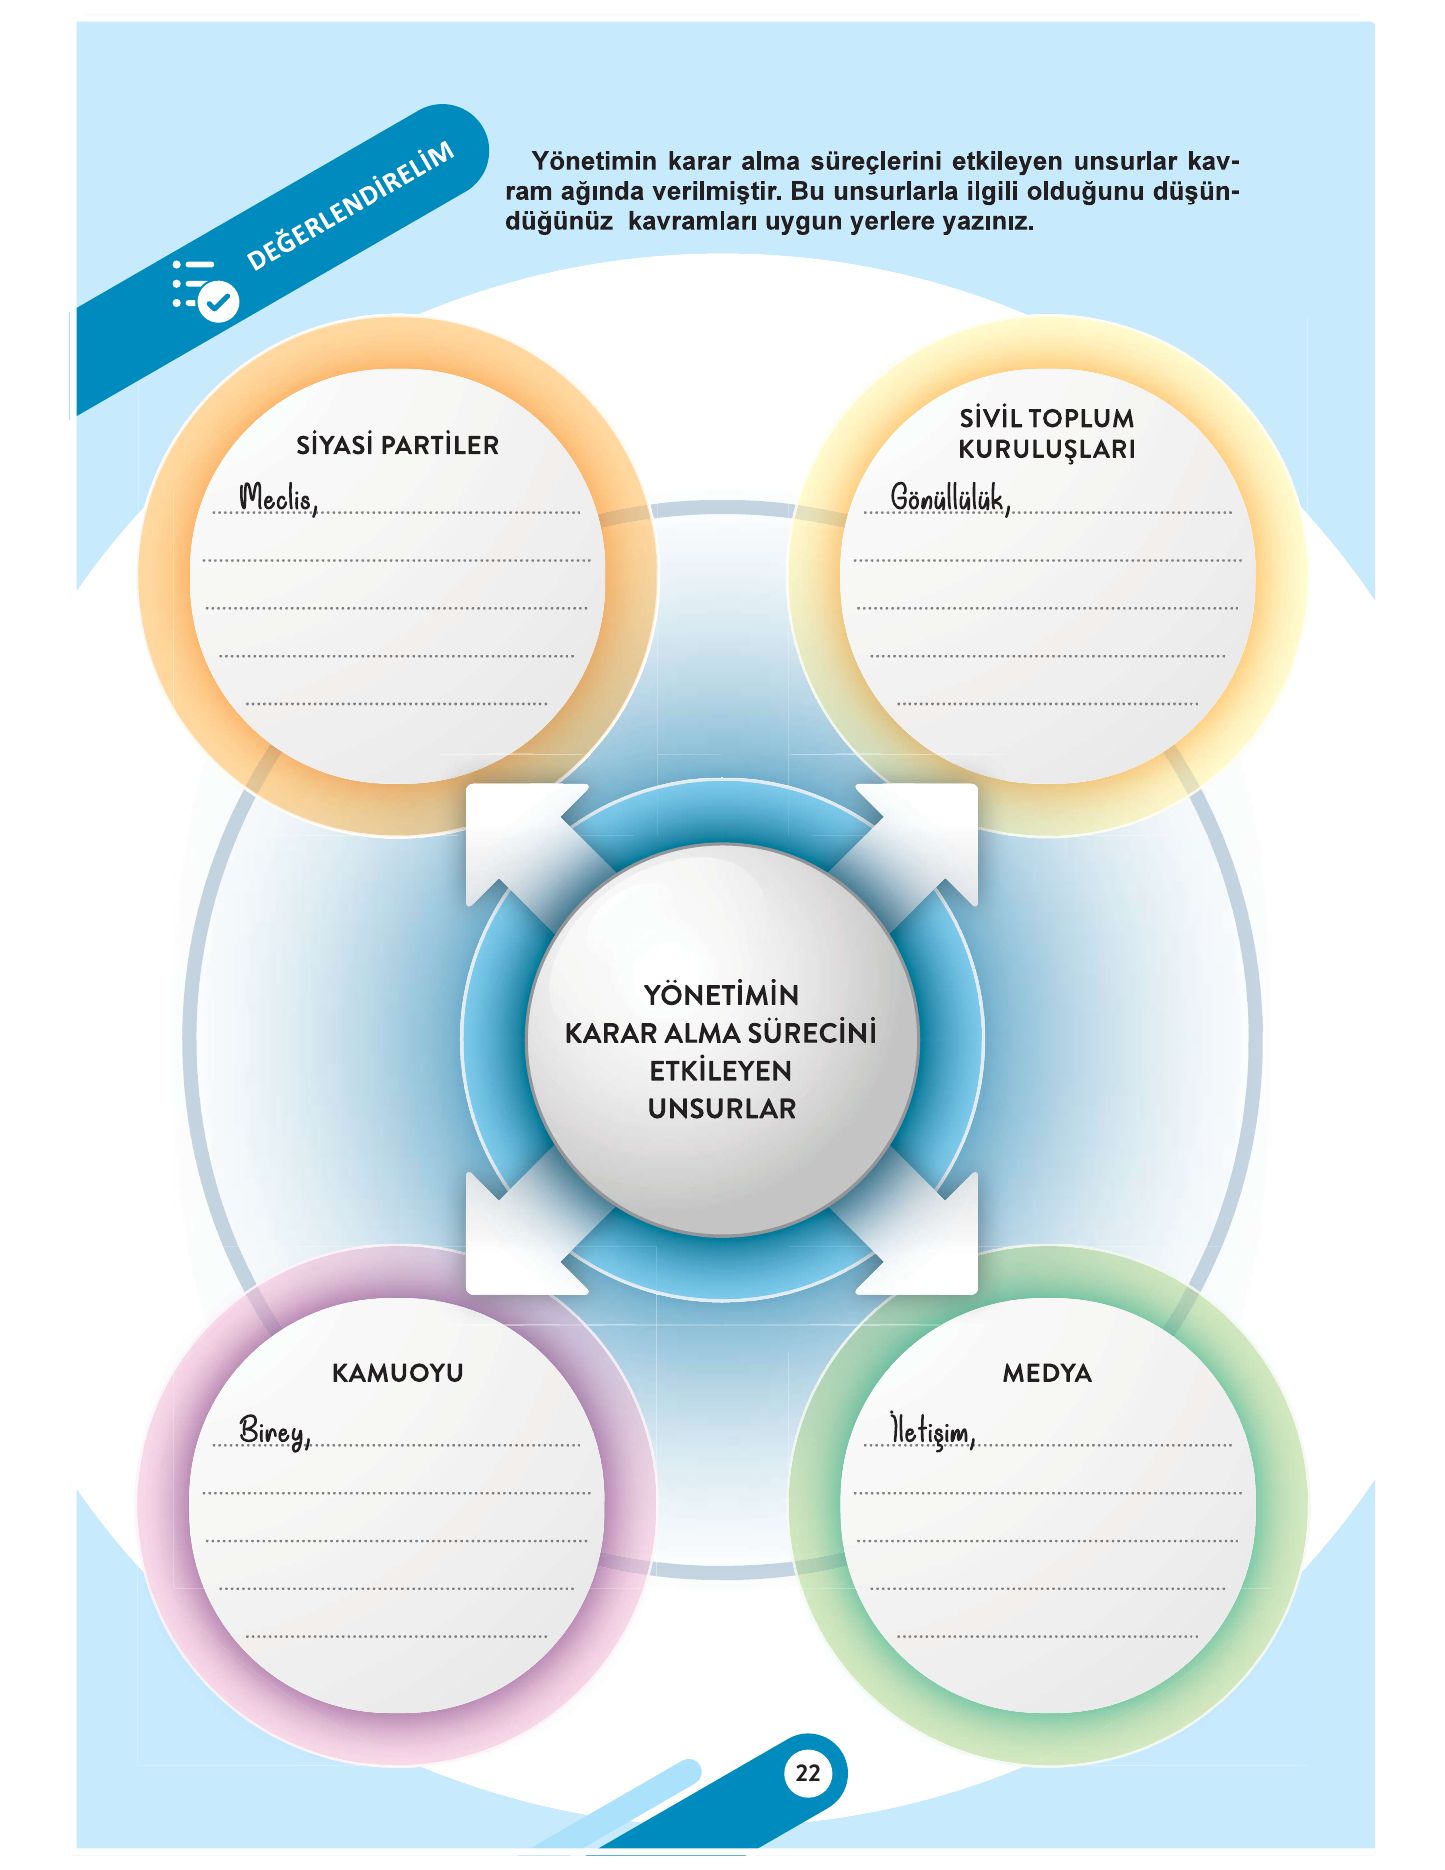 DEĞERLENDİRELİM
Yönetimin karar alma süreçlerini etkileyen unsurlar kav-
ram ağında verilmiştir. Bu unsurlarla ilgili olduğunu düşün-
düğünüz kavramları uygun yerlere yazınız.
SİYASİ PARTİLER
Meclis,
SİVİL TOPLUM
KURULUŞLARI
Gönüllülük,
YÖNETİMİN
KARAR ALMA SÜRECİNİ
ETKİLEYEN
UNSURLAR
KAMUOYU
Birey,
MEDYA
İletişim,
22